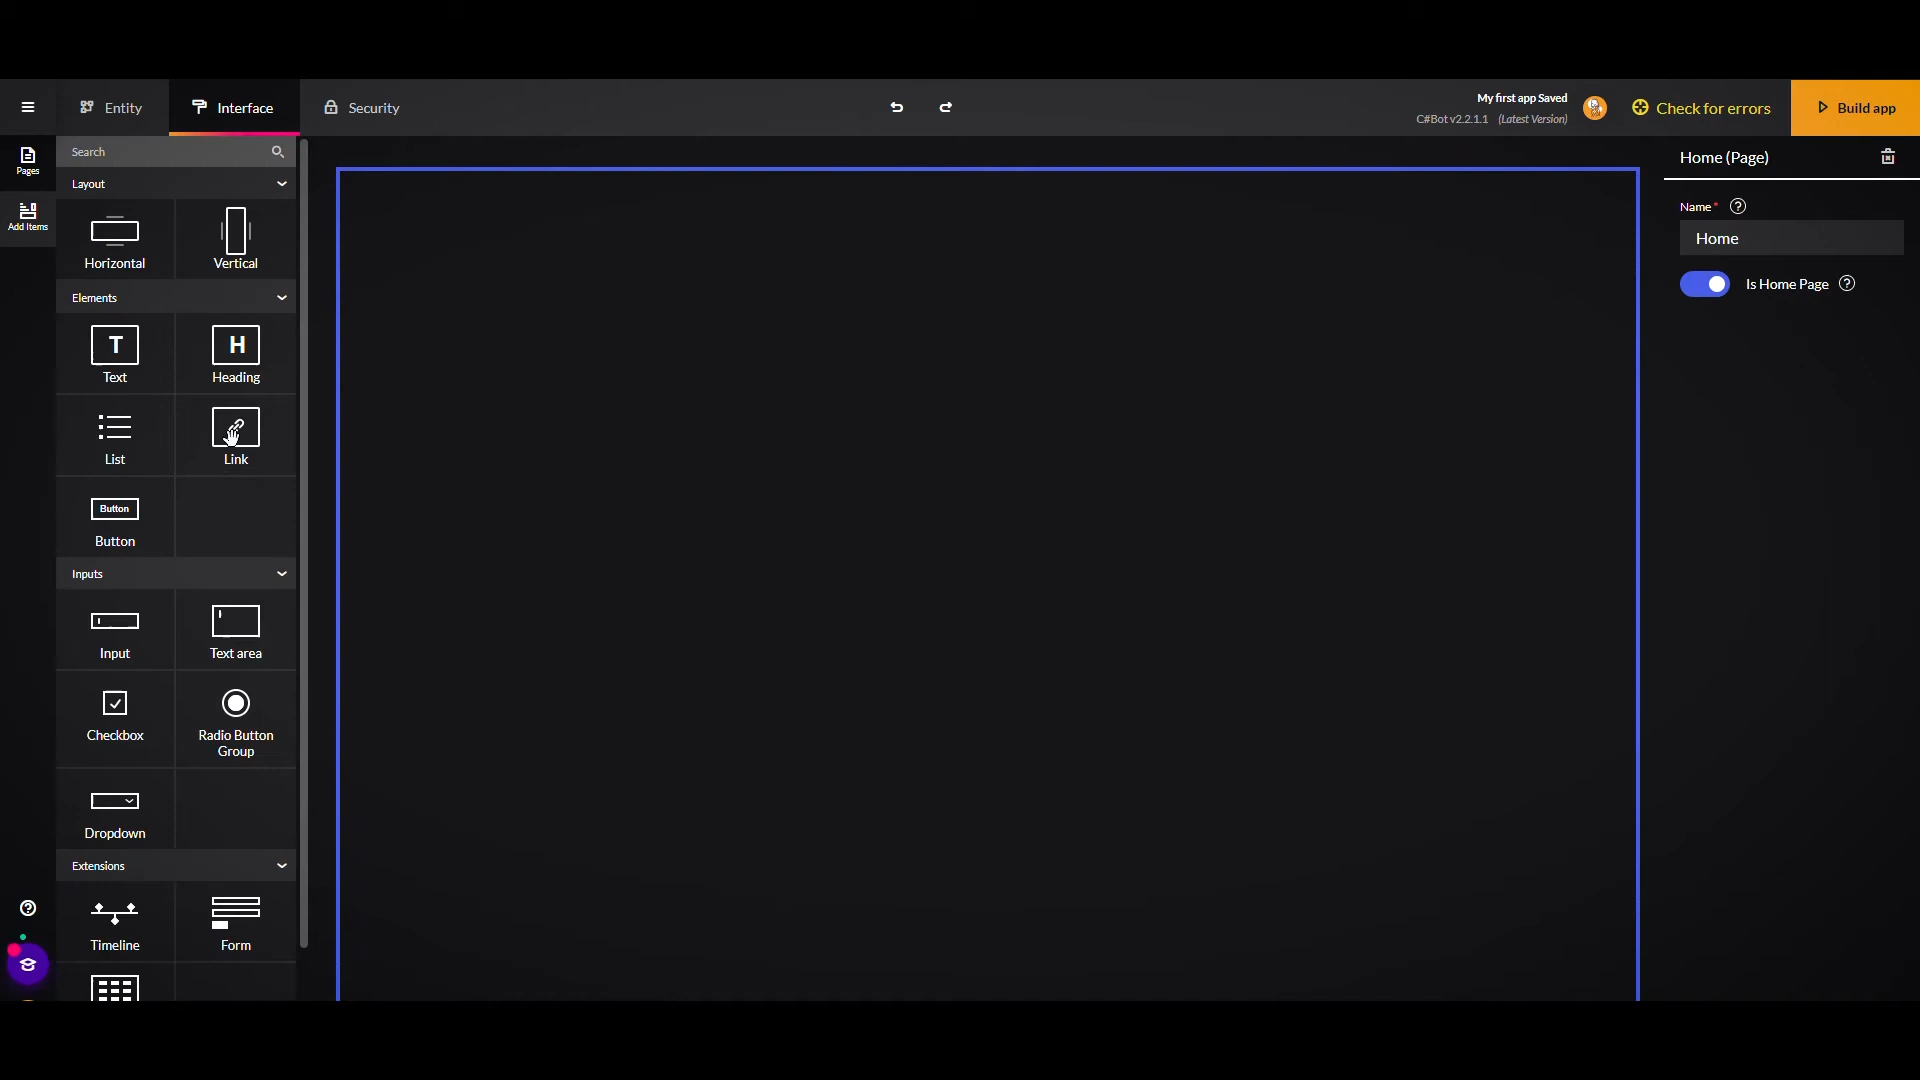 Entity
Interface
Security
My first app Saved
C#Bot v2.2.1.1 (Latest Version)
Check for errors
Build app
Pages
Add Items
Search
Layout
Horizontal
Vertical
Elements
T
H
Text
Heading
List
Link
Button
Button
Inputs
Input
Text area
Checkbox
Radio Button
Group
Dropdown
Extensions
Timeline
Form
Home (Page)
Name*
Home
Is Home Page